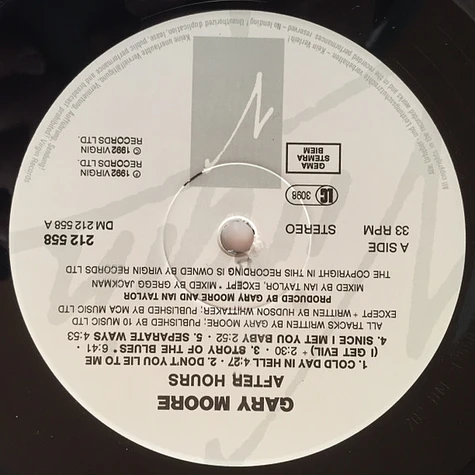 GARY MOORE
AFTER HOURS
1. COLD DAY IN HELL 4:27 - 2. DON'T YOU LIE TO ME
(I GET EVIL) * 2:30 - 3. STORY OF THE BLUES* 6:41 -
4. SINCE I MET YOU BABY 2:52 - 5. SEPARATE WAYS 4:53
ALL TRACKS WRITTEN BY GARY MOORE; PUBLISHED BY 10 MUSIC LTD
EXCEPT * WRITTEN BY HUDSON WHITTAKER; PUBLISHED BY MCA MUSIC LTD
PRODUCED BY GARY MOORE AND IAN TAYLOR
MIXED BY IAN TAYLOR, EXCEPT * MIXED BY GREGG JACKMAN
THE COPYRIGHT IN THIS RECORDING IS OWNED BY VIRGIN RECORDS LTD
A SIDE
33 RPM
STEREO
LC
3098
GEMA
STEMRA
BIEM
212 558
DM 212 558 A
℗ 1992 VIRGIN
RECORDS LTD.
© 1992 VIRGIN
RECORDS LTD.